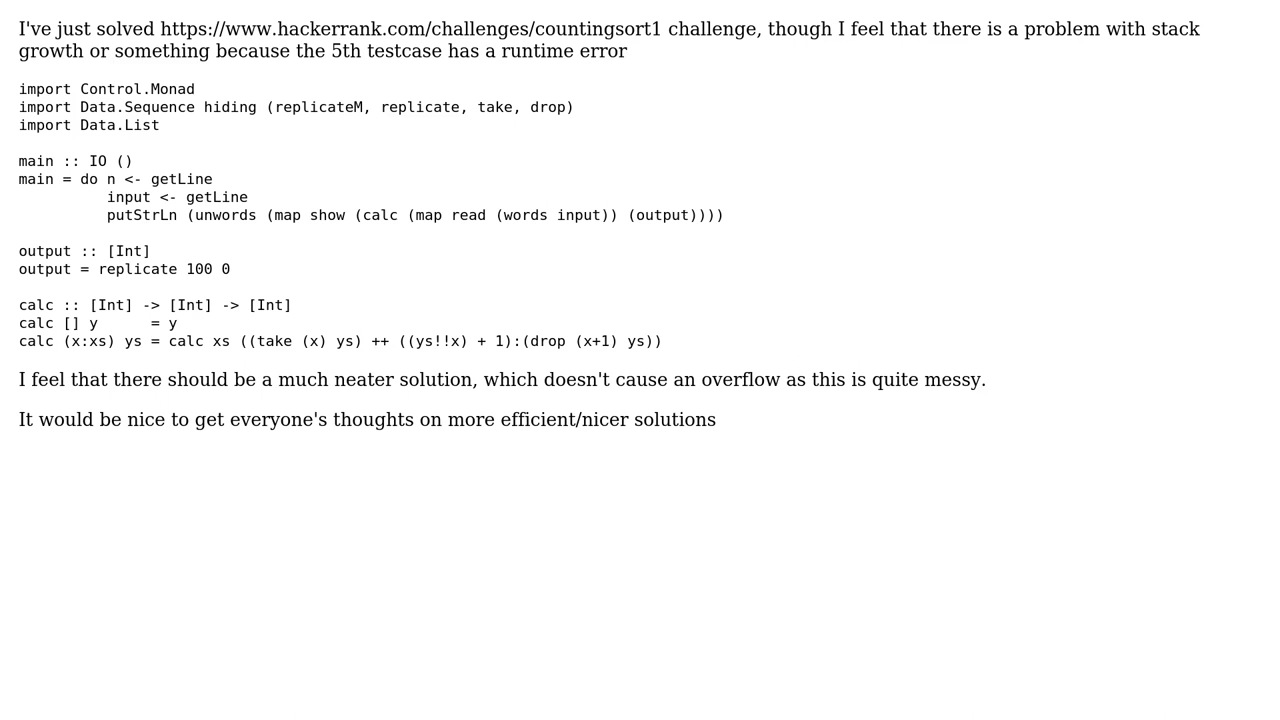 I've just solved https://www.hackerrank.com/challenges/countingsort1 challenge, though I feel that there is a problem with stack
growth or something because the 5th testcase has a runtime error
import Control.Monad
import Data.Sequence hiding (replicateM, replicate, take, drop)
import Data.List
main :: IO ()
main = do n <- getLine
          input <- getLine
          putStrLn (unwords (map show (calc (map read (words input)) (output))))
output :: [Int]
output = replicate 100 0
calc :: [Int] -> [Int] -> [Int]
calc [] y      = y
calc (x:xs) ys = calc xs ((take (x) ys) ++ ((ys!!x) + 1):(drop (x+1) ys))
I feel that there should be a much neater solution, which doesn't cause an overflow as this is quite messy.
It would be nice to get everyone's thoughts on more efficient/nicer solutions